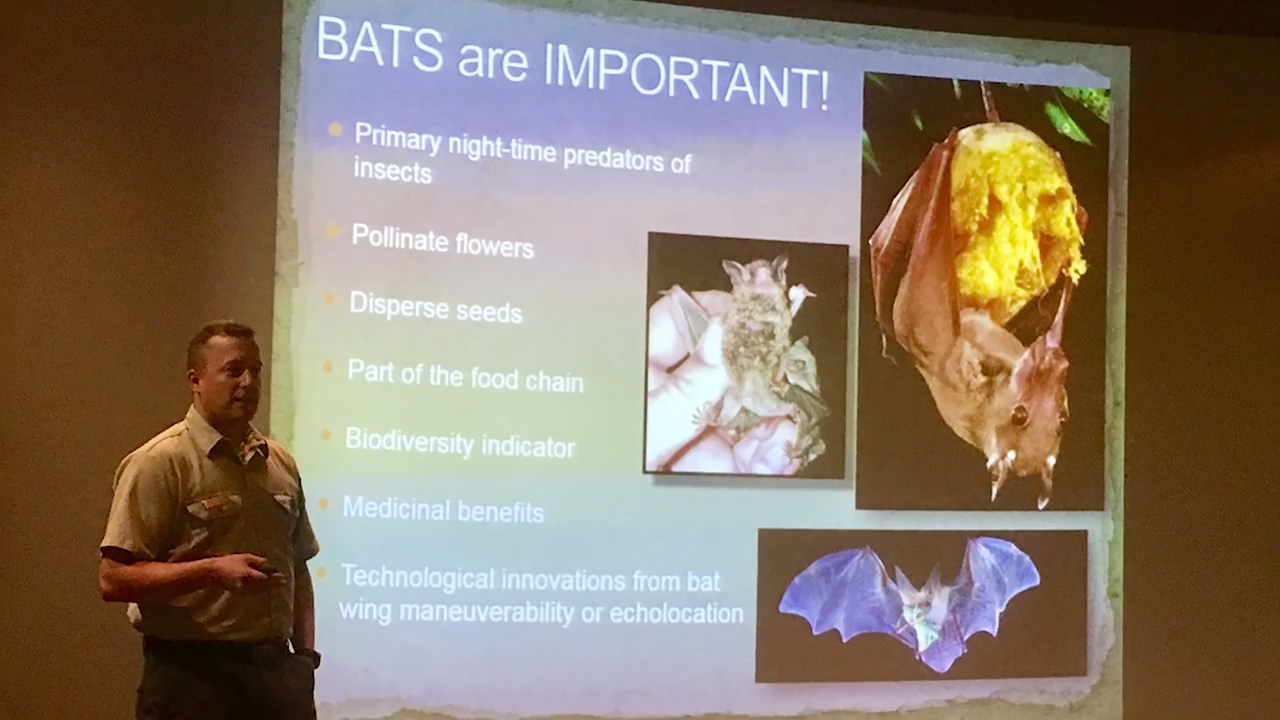 BATS are IMPORTANT!
Primary night-time predators of
insects
Pollinate flowers
Disperse seeds
Part of the food chain
Biodiversity indicator
Medicinal benefits
Technological innovations from bat
wing maneuverability or echolocation